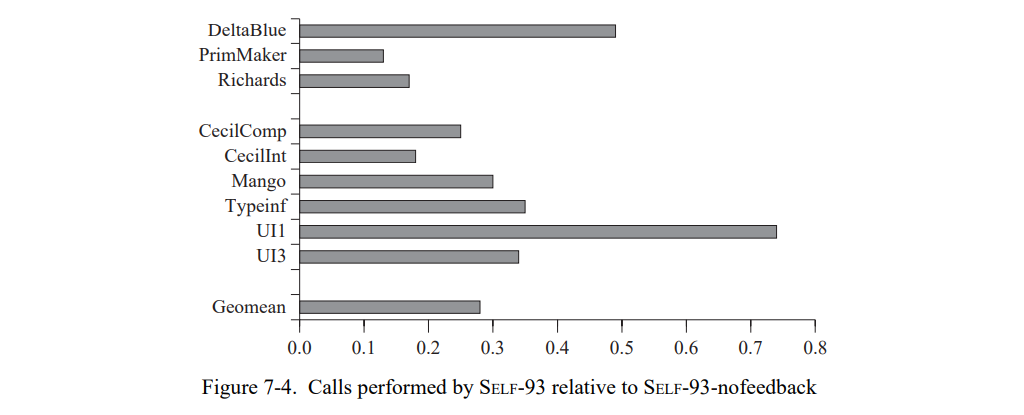 DeltaBlue
PrimMaker
Richards
CecilComp
CecilInt
Mango
Typeinf
UI1
UI3
Geomean
0.0 0.1 0.2 0.3 0.4 0.5 0.6 0.7 0.8
Figure 7-4. Calls performed by SELF-93 relative to SELF-93-nofeedback